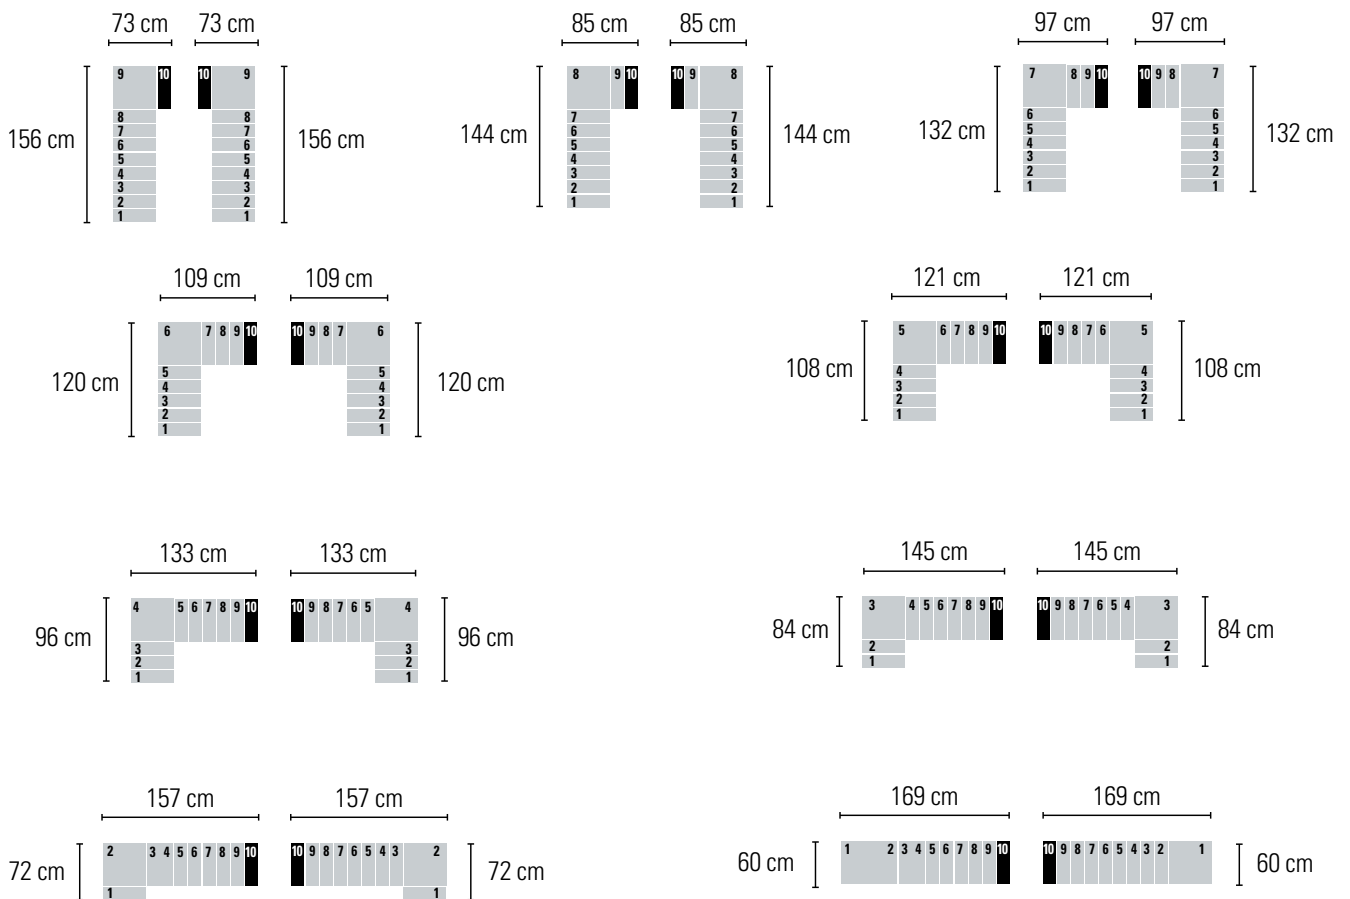 73 cm 73 cm 85 cm 85 cm 97 cm 97 cm
9 10 10 9 8 9 10 10 9 8 7 8 9 10 10 9 8 7
8 8 7 7 6 6
7 7 6 6 5 5
156 cm 6 6 156 cm 144 cm 5 5 144 cm 132 cm 4 4 132 cm
5 5 4 4 3 3
4 4 3 3 2 2
3 3 2 2 1 1
2 2 1 1
1 1
109 cm 109 cm 121 cm 121 cm
6 7 8 9 10 10 9 8 7 6 5 6 7 8 9 10 10 9 8 7 6 5
5 5 4 4
120 cm 4 4 120 cm 108 cm 3 3 108 cm
3 3 2 2
2 2 1 1
1 1
133 cm 133 cm 145 cm 145 cm
4 5 6 7 8 9 10 10 9 8 7 6 5 4 3 4 5 6 7 8 9 10 10 9 8 7 6 5 4 3
96 cm 3 3 96 cm 84 cm 2 2 84 cm
2 2 1 1
1 1
157 cm 157 cm 169 cm 169 cm
2 3 4 5 6 7 8 9 10 10 9 8 7 6 5 4 3 2 1 2 3 4 5 6 7 8 9 10 10 9 8 7 6 5 4 3 2 1
72 cm 72 cm 60 cm 60 cm
1 1